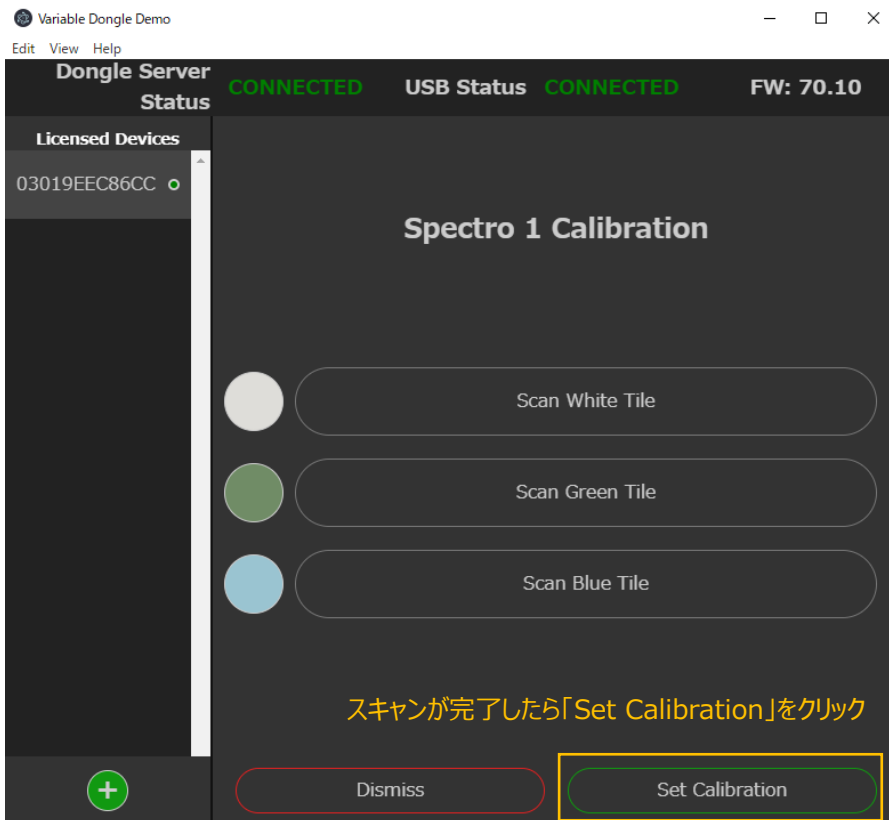 Variable Dongle Demo
Edit View Help
Dongle Server
Status
CONNECTED
USB Status
CONNECTED
FW: 70.10
Licensed Devices
03019EEC86CC
Spectro 1 Calibration
Scan White Tile
Scan Green Tile
Scan Blue Tile
スキャンが完了したら「Set Calibration」をクリック
Dismiss
Set Calibration